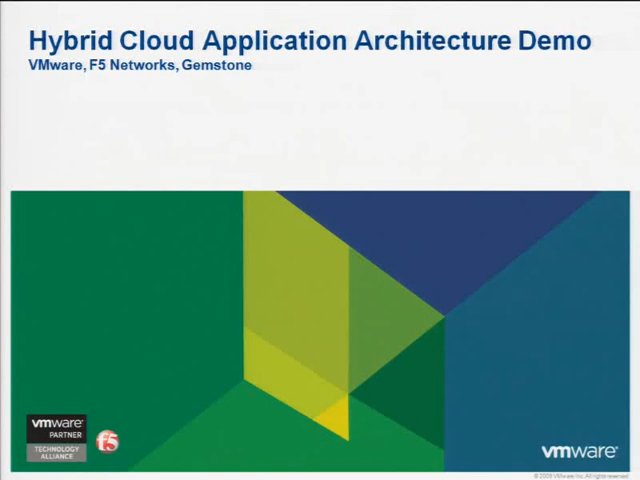 Hybrid Cloud Application Architecture Demo
VMware, F5 Networks, Gemstone
vmware
PARTNER
TECHNOLOGY
ALLIANCE
f5
vmware
© 2009 VMware Inc. All rights reserved